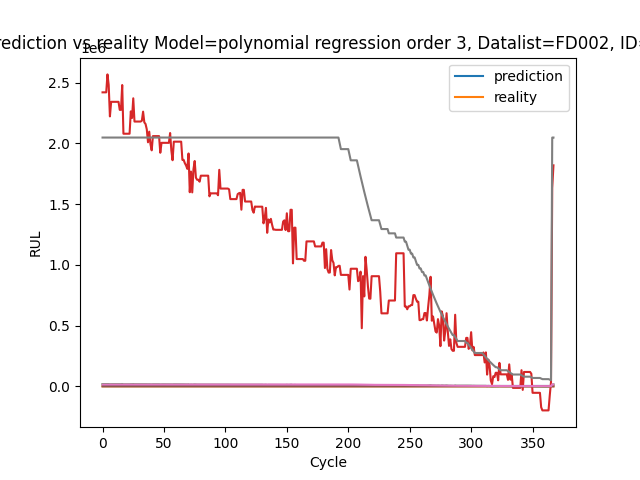 rediction vs reality Model=polynomial regression order 3, Datalist=FD002, ID=
1e6
prediction
reality
2.5
2.0
1.5
1.0
0.5
0.0
RUL
0 50 100 150 200 250 300 350
Cycle